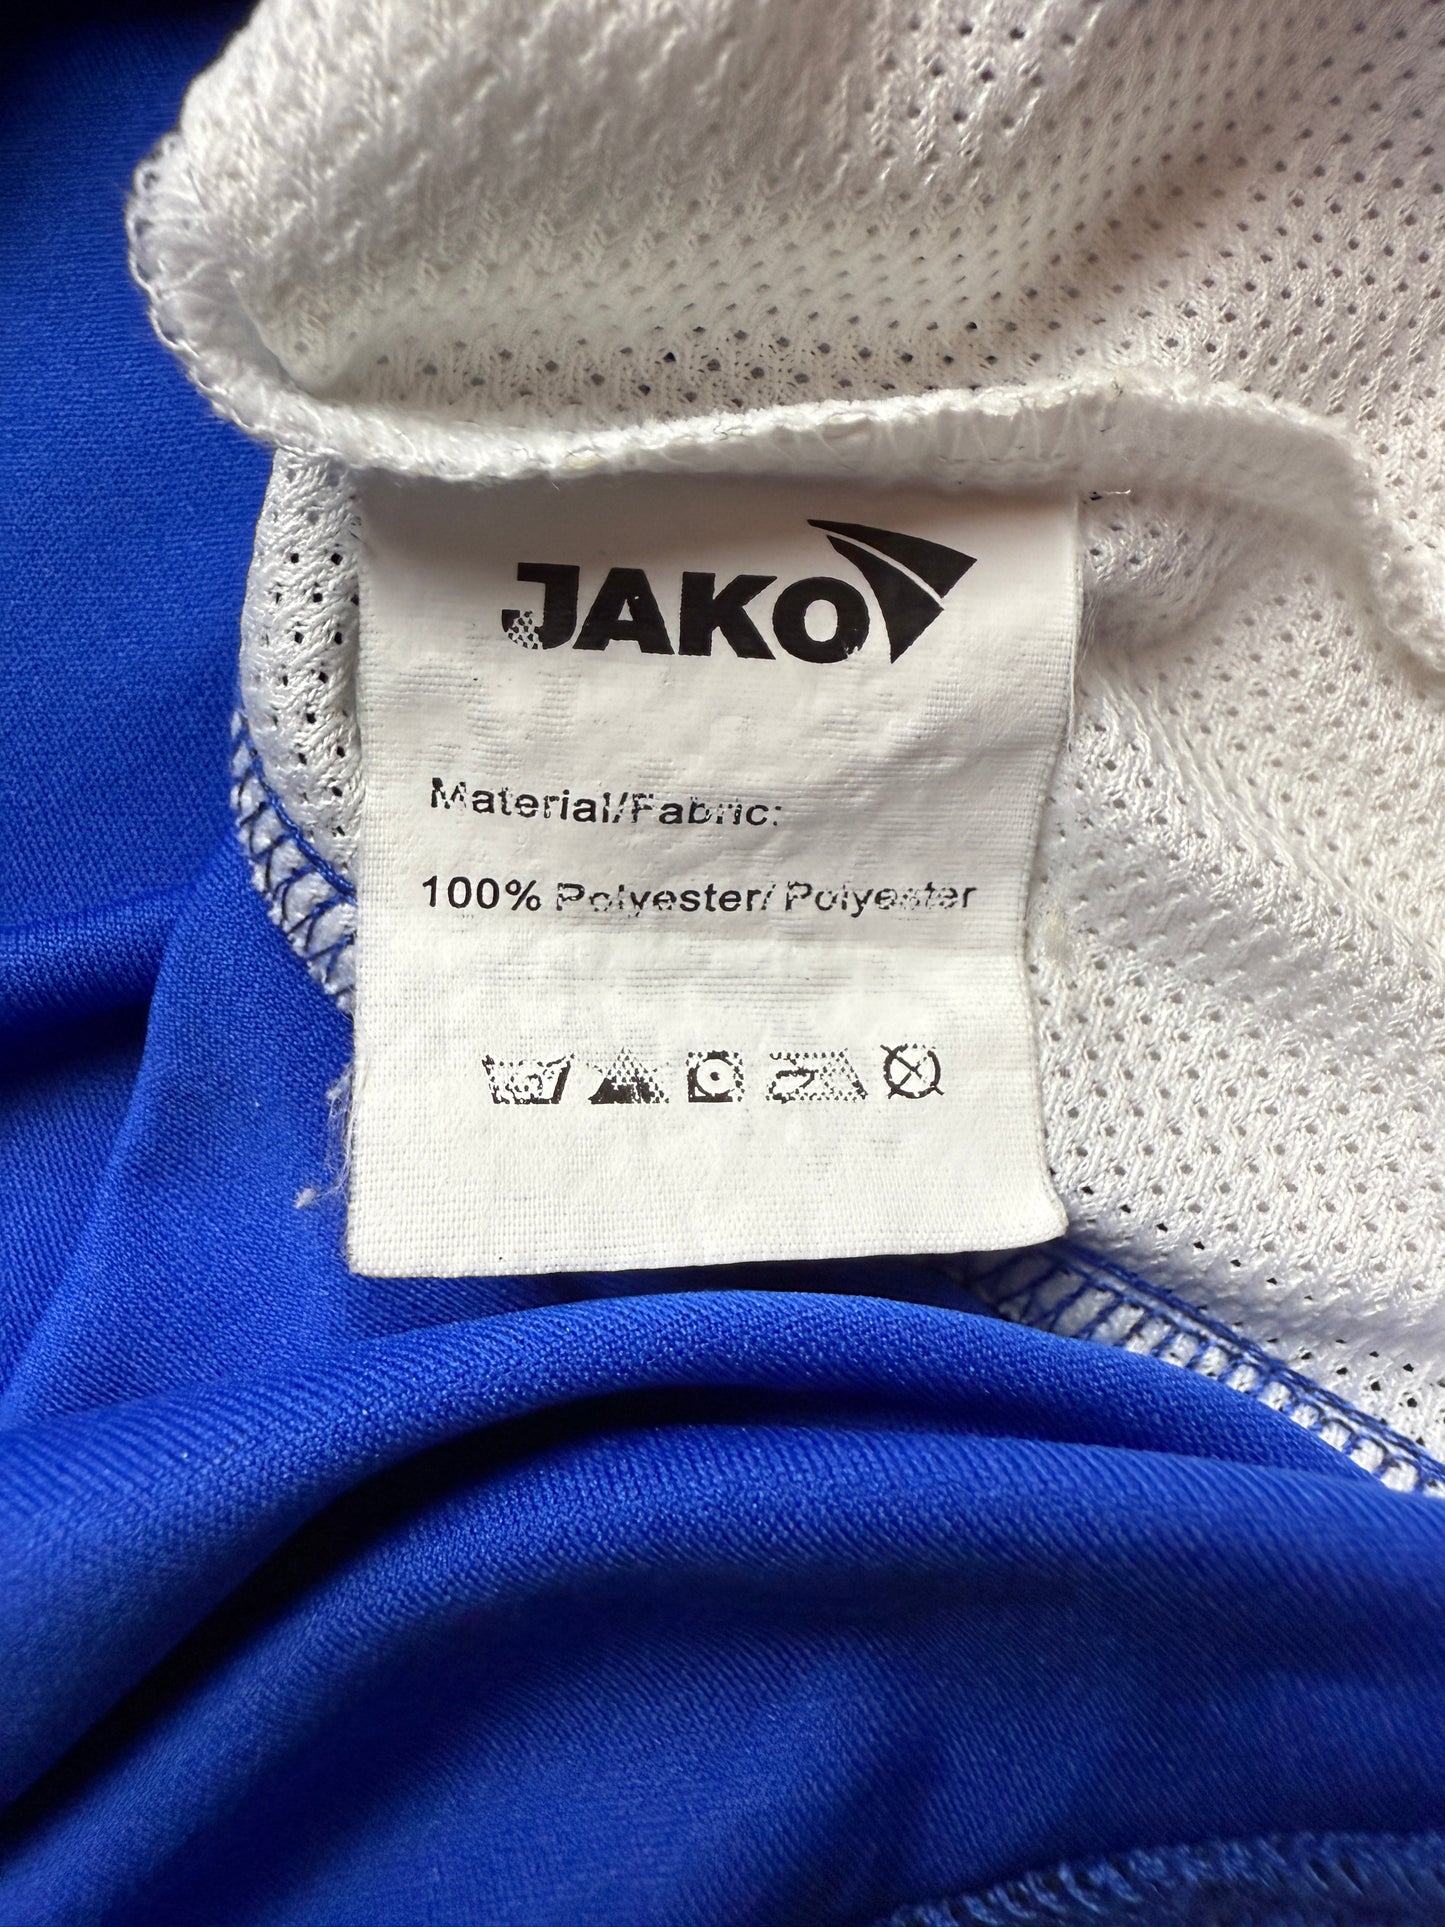 JAKO
Material/Fabric:
100% Polyester/ Polyester